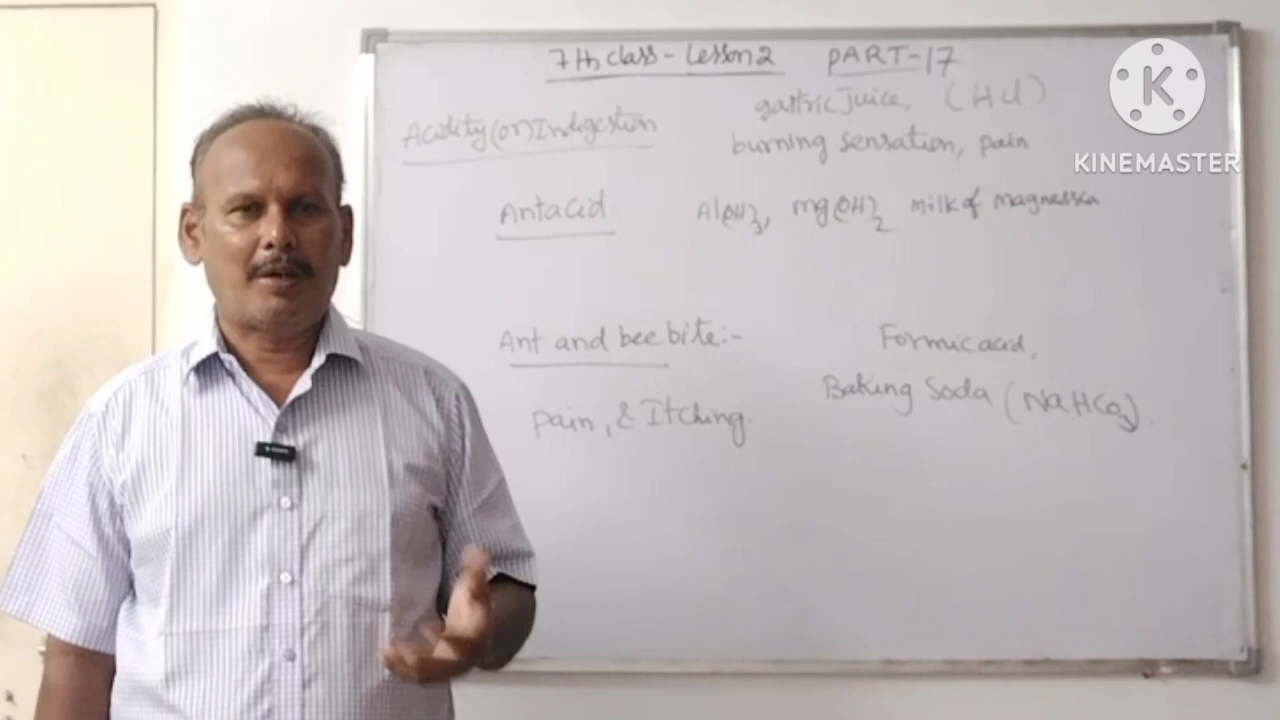 7th class - Lesson 2 PART-17
Acidity (or) Indigestion gastric juice, (HCl)
burning sensation, pain
Antacid Al(OH)3, Mg(OH)2 milk of magnessia
Ant and bee bite:- Formic acid,
Baking Soda (NaHCO3).
Pain, & Itching.
K
KINEMASTER